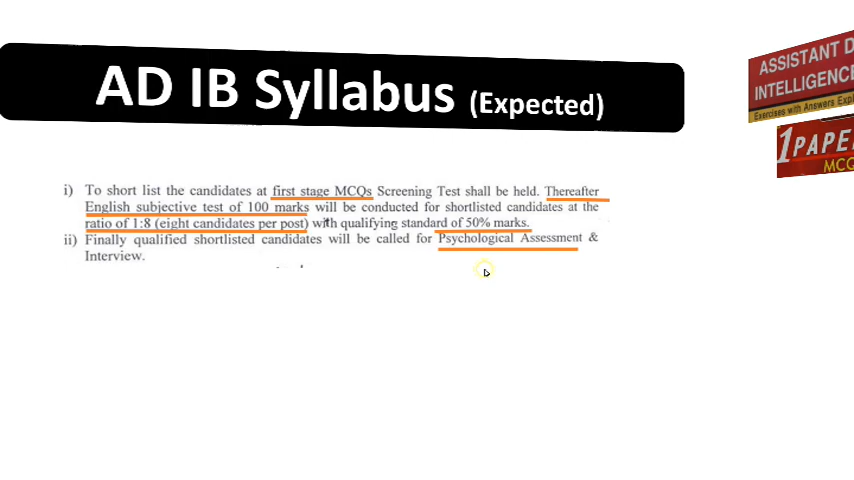 AD IB Syllabus (Expected)
ASSISTANT D
INTELLIGENCE
Exercises with Answers Expl
1PAPE
MCQ
i) To short list the candidates at first stage MCQs Screening Test shall be held. Thereafter
English subjective test of 100 marks will be conducted for shortlisted candidates at the
ratio of 1:8 (eight candidates per post) with qualifying standard of 50% marks.
ii) Finally qualified shortlisted candidates will be called for Psychological Assessment &
Interview.